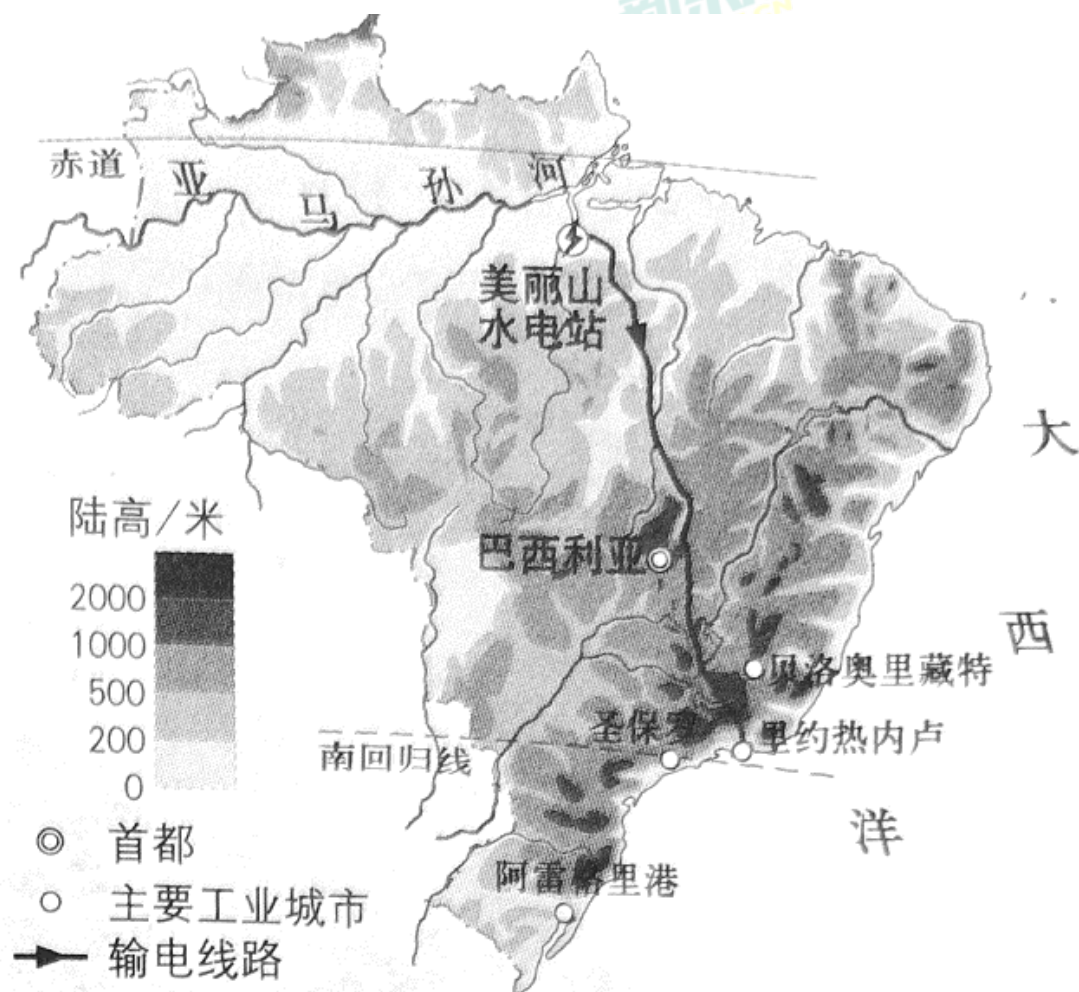 赤道
亚马孙河
美丽山
水电站
大西洋
陆高/米
2000
1000
500
200
0
巴西利亚
贝洛奥里藏特
圣保罗
里约热内卢
南回归线
阿雷格里港
首都
主要工业城市
输电线路